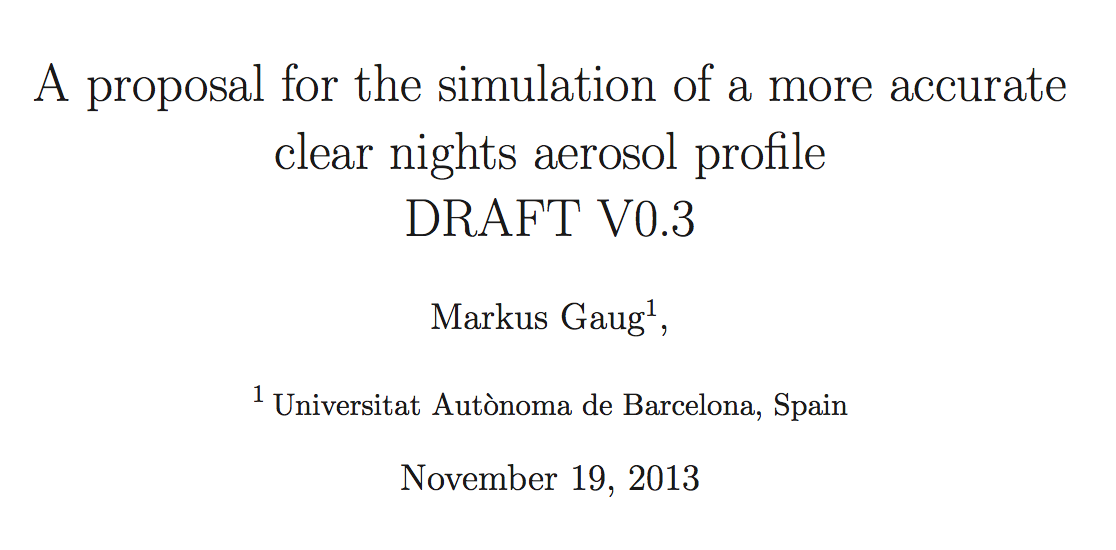 A proposal for the simulation of a more accurate
clear nights aerosol profile
DRAFT V0.3
Markus Gaug¹,
¹ Universitat Autònoma de Barcelona, Spain
November 19, 2013